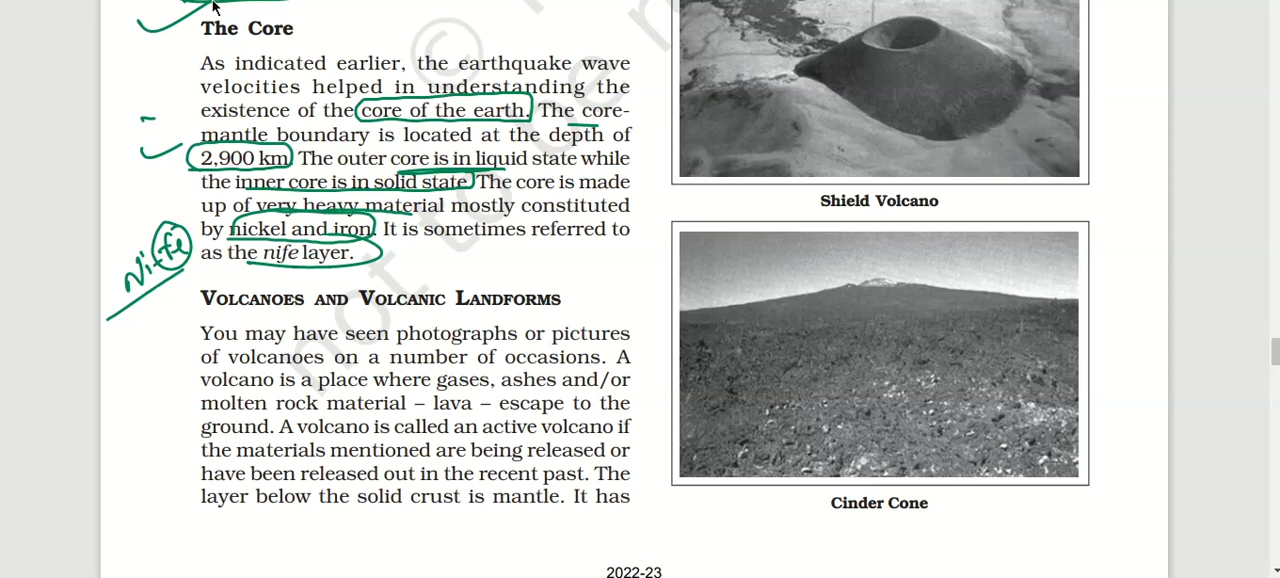 The Core
As indicated earlier, the earthquake wave
velocities helped in understanding the
existence of the core of the earth. The core-
mantle boundary is located at the depth of
2,900 km. The outer core is in liquid state while
the inner core is in solid state. The core is made
up of very heavy material mostly constituted
by nickel and iron. It is sometimes referred to
as the nife layer.
Ni-fe
VOLCANOES AND VOLCANIC LANDFORMS
You may have seen photographs or pictures
of volcanoes on a number of occasions. A
volcano is a place where gases, ashes and/or
molten rock material – lava – escape to the
ground. A volcano is called an active volcano if
the materials mentioned are being released or
have been released out in the recent past. The
layer below the solid crust is mantle. It has
Shield Volcano
Cinder Cone
2022-23
©
not to be